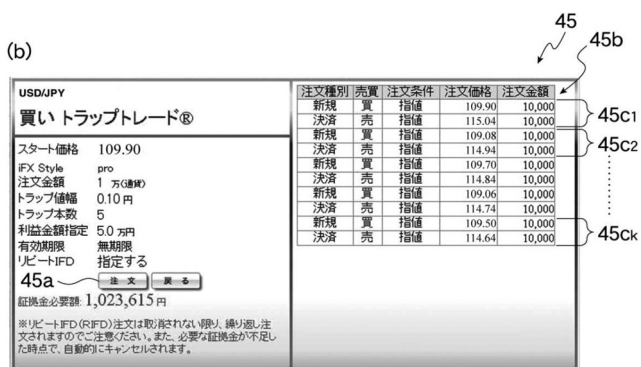 (b)
45
45b
USD/JPY
買い トラップトレード®
スタート価格 109.90
iFX Style pro
注文金額 1 万(通貨)
トラップ値幅 0.10 円
トラップ本数 5
利益金額指定 5.0 万円
有効期限 無期限
リピートIFD 指定する
45a 注 文 戻 る
証拠金必要額: 1,023,615 円
※リピートIFD(RIFD)注文は取消されない限り、繰り返し注
文されますのでご注意ください。また、必要な証拠金が不足し
た時点で、自動的にキャンセルされます。
注文種別 売買 注文条件 注文価格 注文金額
新規 買 指値 109.90 10,000
決済 売 指値 115.04 10,000
新規 買 指値 109.08 10,000
決済 売 指値 114.94 10,000
新規 買 指値 109.70 10,000
決済 売 指値 114.84 10,000
新規 買 指値 109.06 10,000
決済 売 指値 114.74 10,000
新規 買 指値 109.50 10,000
決済 売 指値 114.64 10,000
45C1
45C2
45Ck